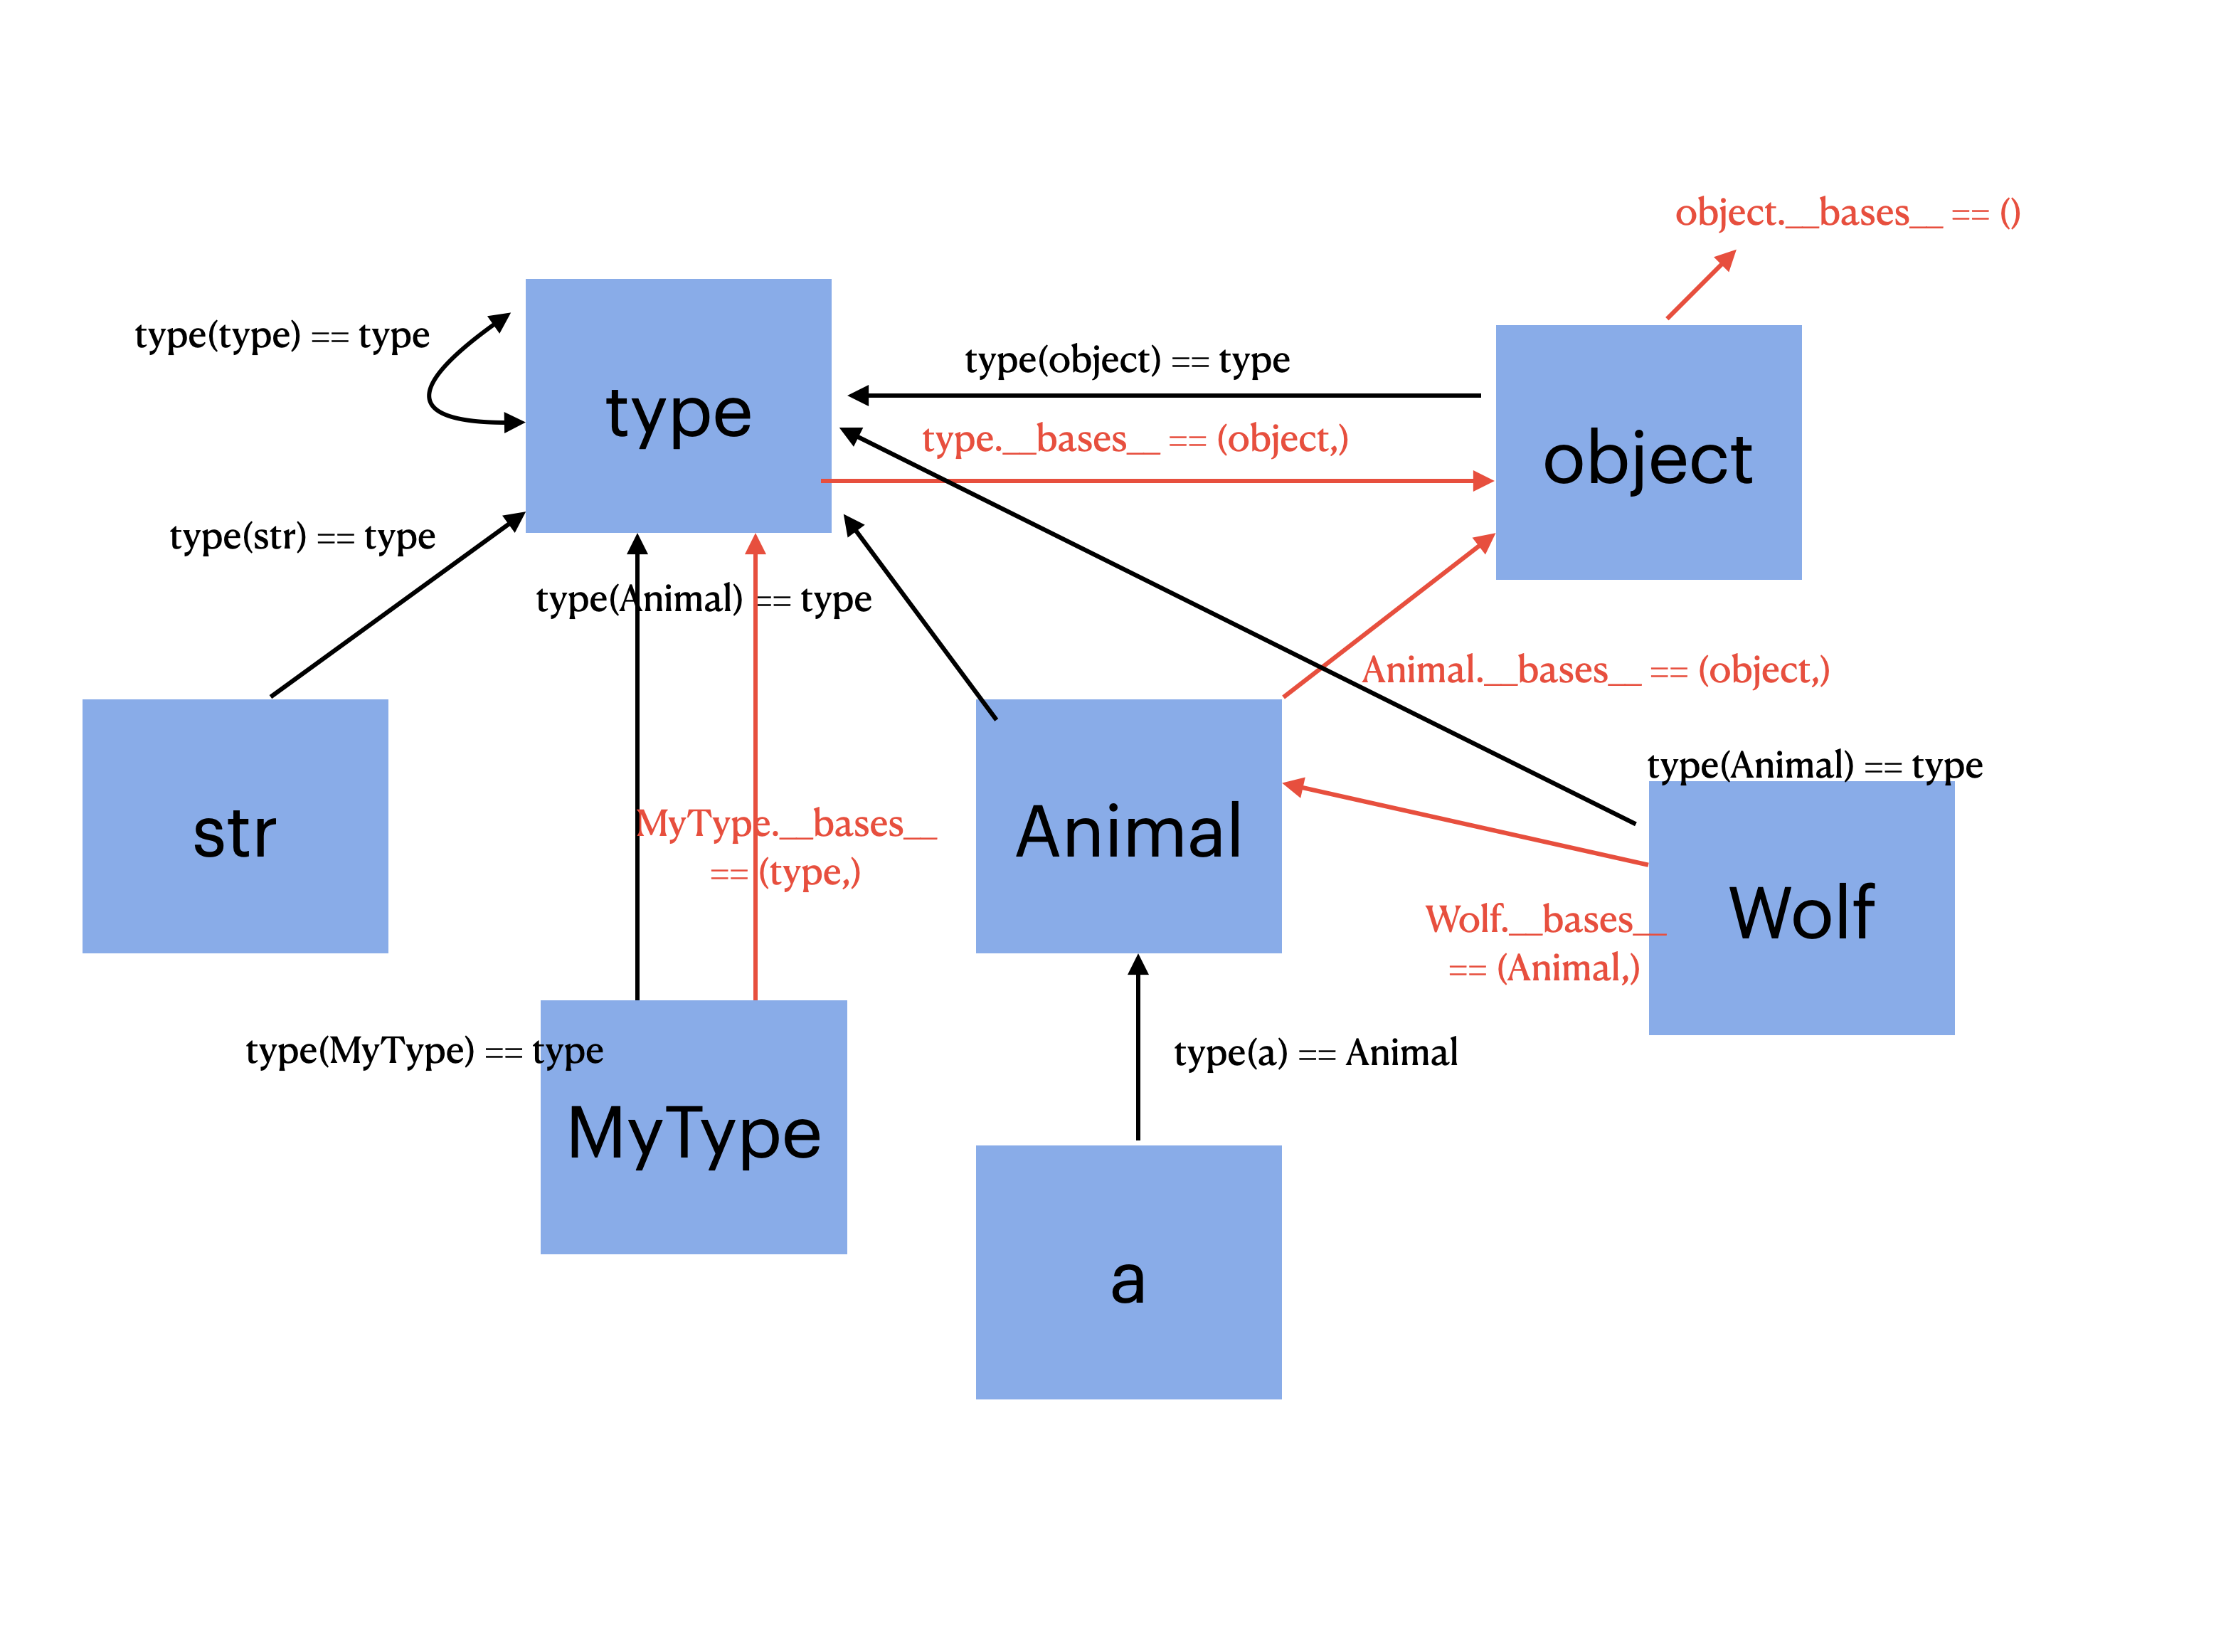 object.__bases__ == ()
type(type) == type
type
type(object) == type
type.__bases__ == (object,)
object
type(str) == type
type(Animal) == type
Animal.__bases__ == (object,)
type(Animal) == type
str
MyType.__bases__
== (type,)
Animal
Wolf.__bases__
== (Animal,)
Wolf
type(MyType) == type
MyType
type(a) == Animal
a